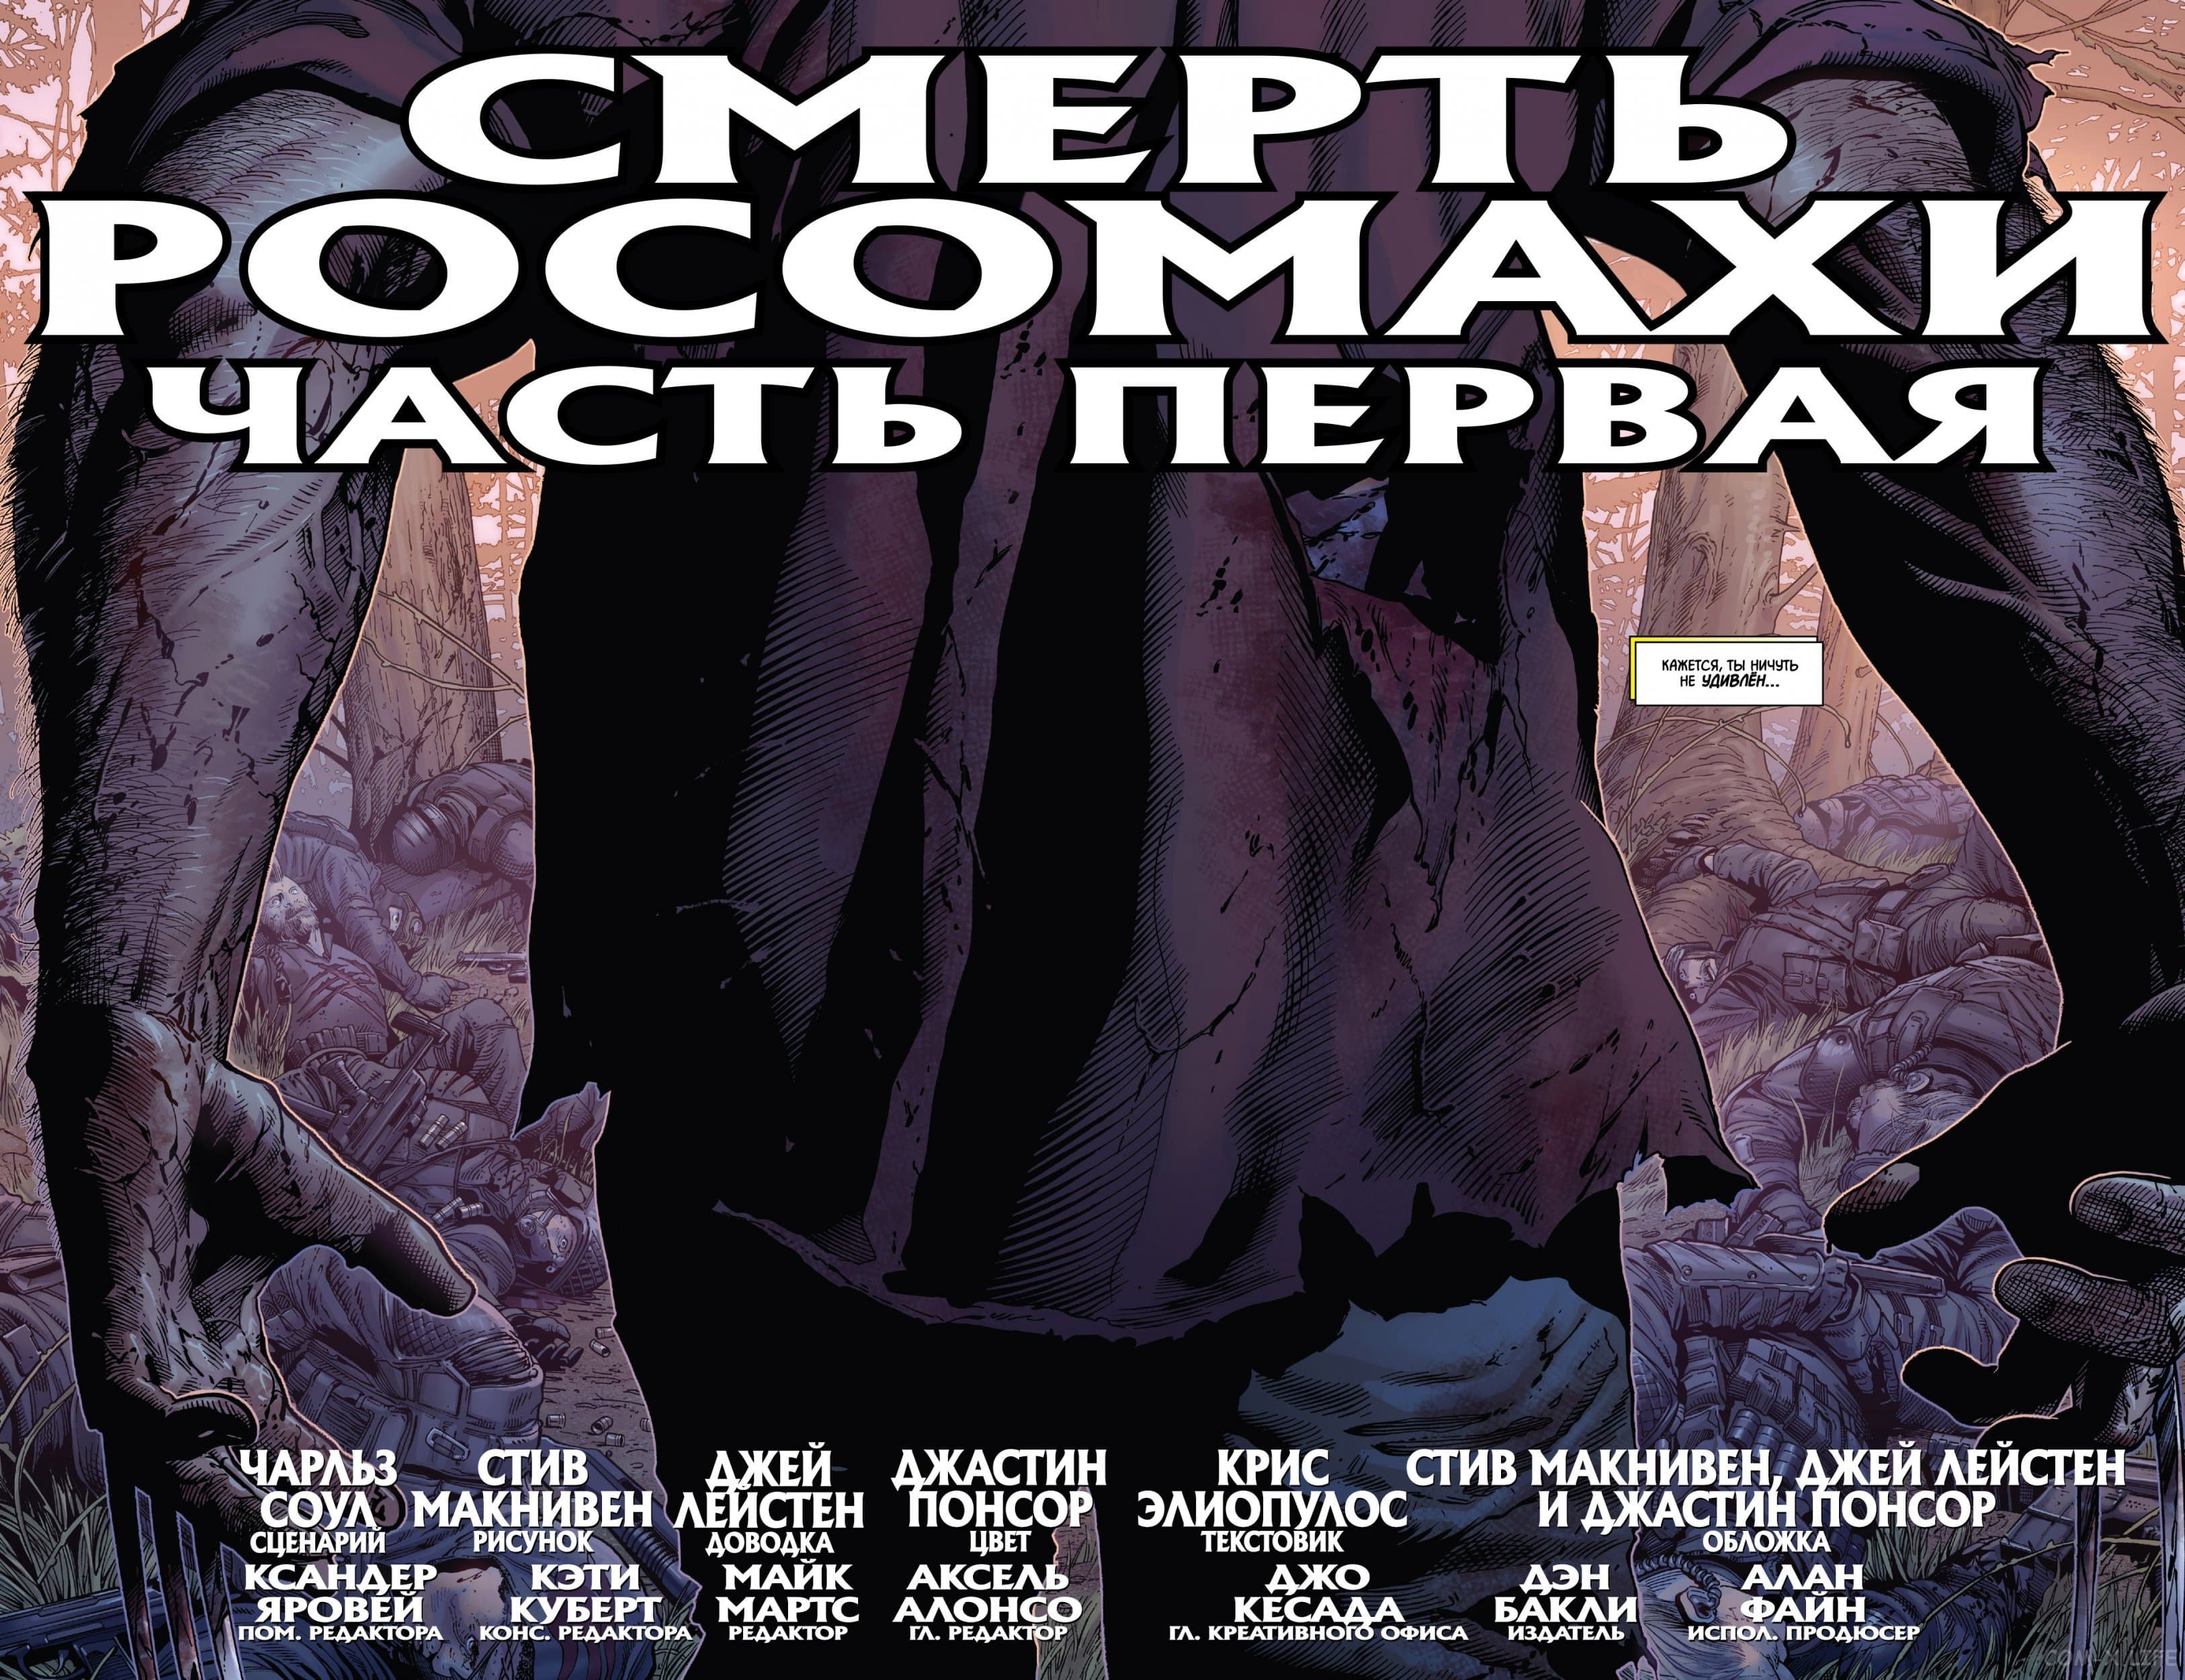 СМЕРТЬ
РОСОМАХИ
ЧАСТЬ ПЕРВАЯ
КАЖЕТСЯ, ТЫ НИЧУТЬ
НЕ УДИВЛЁН...
ЧАРЛЬЗ
СОУЛ
СЦЕНАРИЙ
СТИВ
МАКНИВЕН
РИСУНОК
ДЖЕЙ
ЛЕЙСТЕН
ДОВОДКА
ДЖАСТИН
ПОНСОР
ЦВЕТ
КРИС
ЭЛИОПУЛОС
ТЕКСТОВИК
СТИВ МАКНИВЕН, ДЖЕЙ ЛЕЙСТЕН
И ДЖАСТИН ПОНСОР
ОБЛОЖКА
КСАНДЕР
ЯРОВЕЙ
ПОМ. РЕДАКТОРА
КЭТИ
КУБЕРТ
КОНС. РЕДАКТОРА
МАЙК
МАРТС
РЕДАКТОР
АКСЕЛЬ
АЛОНСО
ГЛ. РЕДАКТОР
ДЖО
КЕСАДА
ГЛ. КРЕАТИВНОГО ОФИСА
ДЭН
БАКЛИ
ИЗДАТЕЛЬ
АЛАН
ФАЙН
ИСПОЛ. ПРОДЮСЕР
COM-X.LIFE